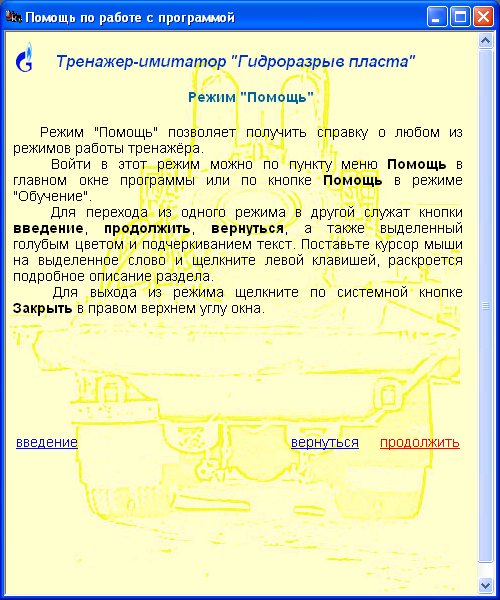 Помощь по работе с программой
Тренажер-имитатор "Гидроразрыв пласта"
Режим "Помощь"
Режим "Помощь" позволяет получить справку о любом из
режимов работы тренажёра.
Войти в этот режим можно по пункту меню Помощь в
главном окне программы или по кнопке Помощь в режиме
"Обучение".
Для перехода из одного режима в другой служат кнопки
введение, продолжить, вернуться, а также выделенный
голубым цветом и подчеркиванием текст. Поставьте курсор мыши
на выделенное слово и щелкните левой клавишей, раскроется
подробное описание раздела.
Для выхода из режима щелкните по системной кнопке
Закрыть в правом верхнем углу окна.
введение вернуться продолжить